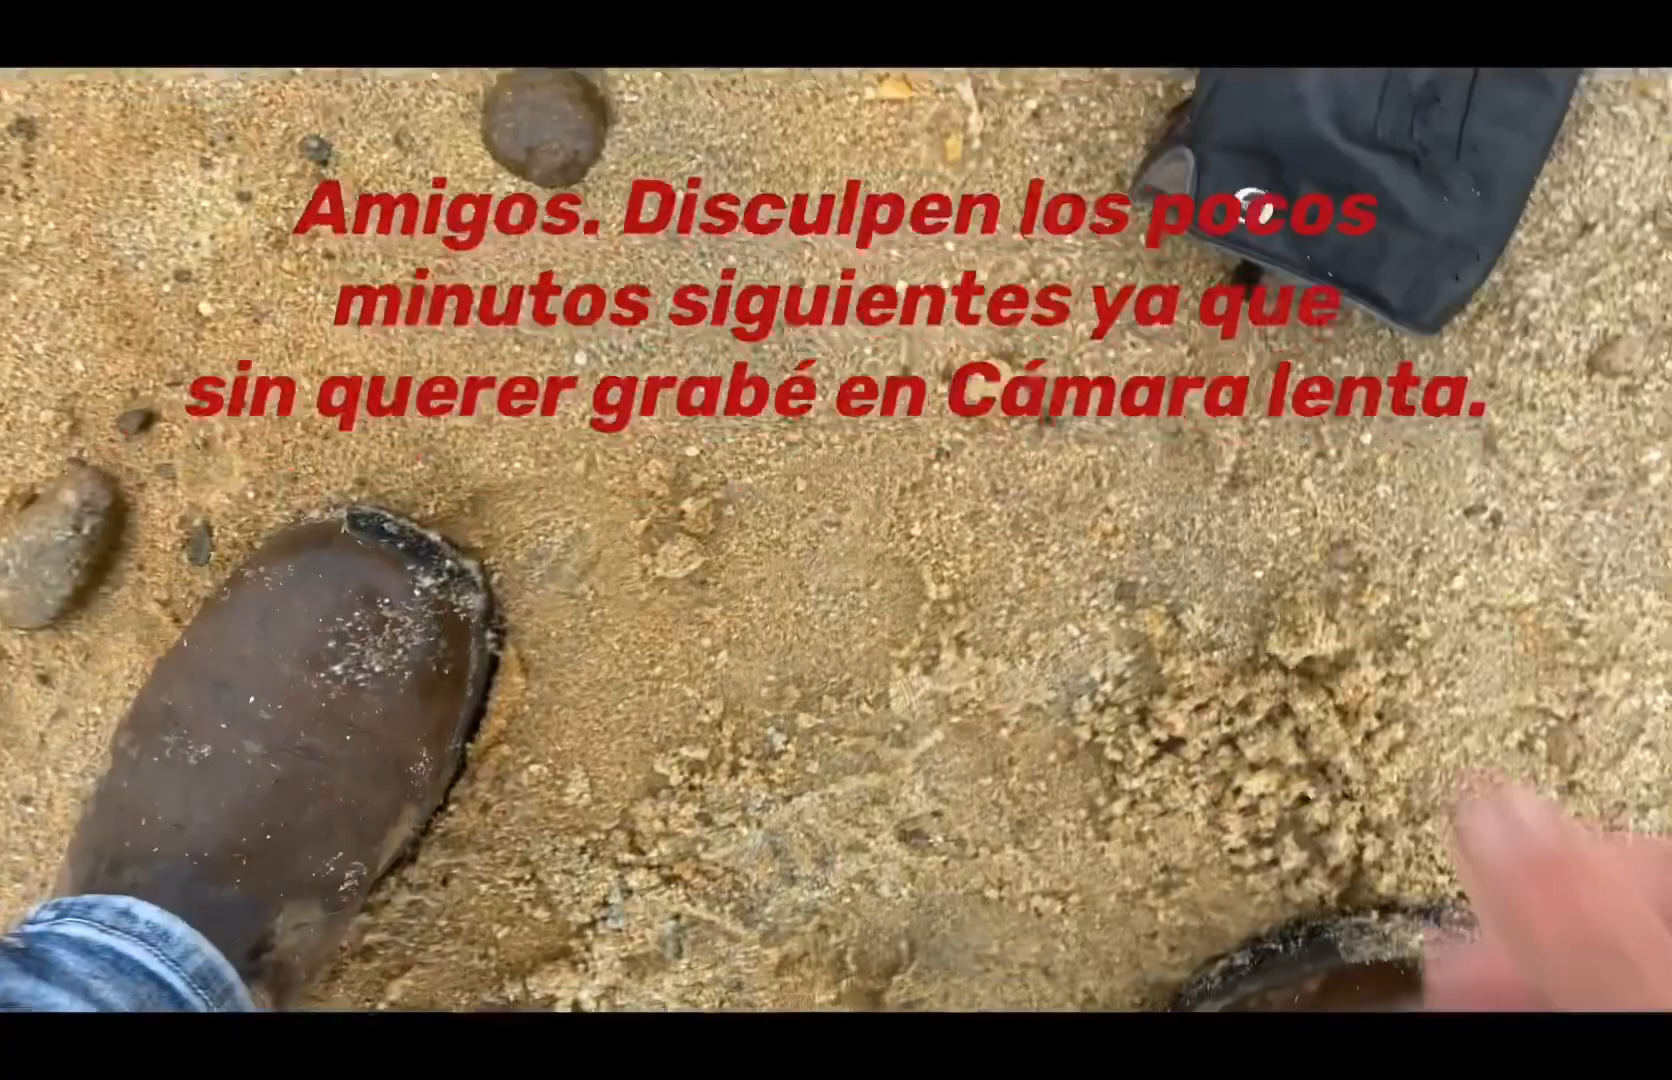 Amigos. Disculpen los pocos
minutos siguientes ya que
sin querer grabé en Cámara lenta.